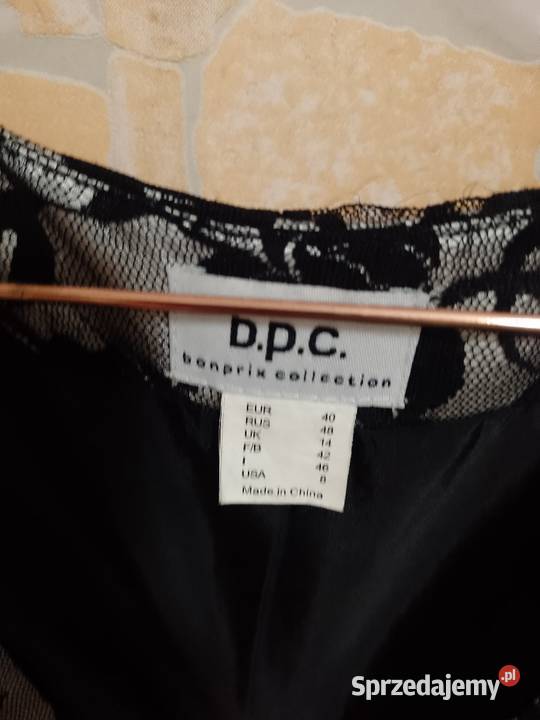 b.p.c.
bonprix collection
EUR 40
RUS 48
UK 14
F/B 42
I 46
USA 8
Made in China
Sprzedajemy.pl